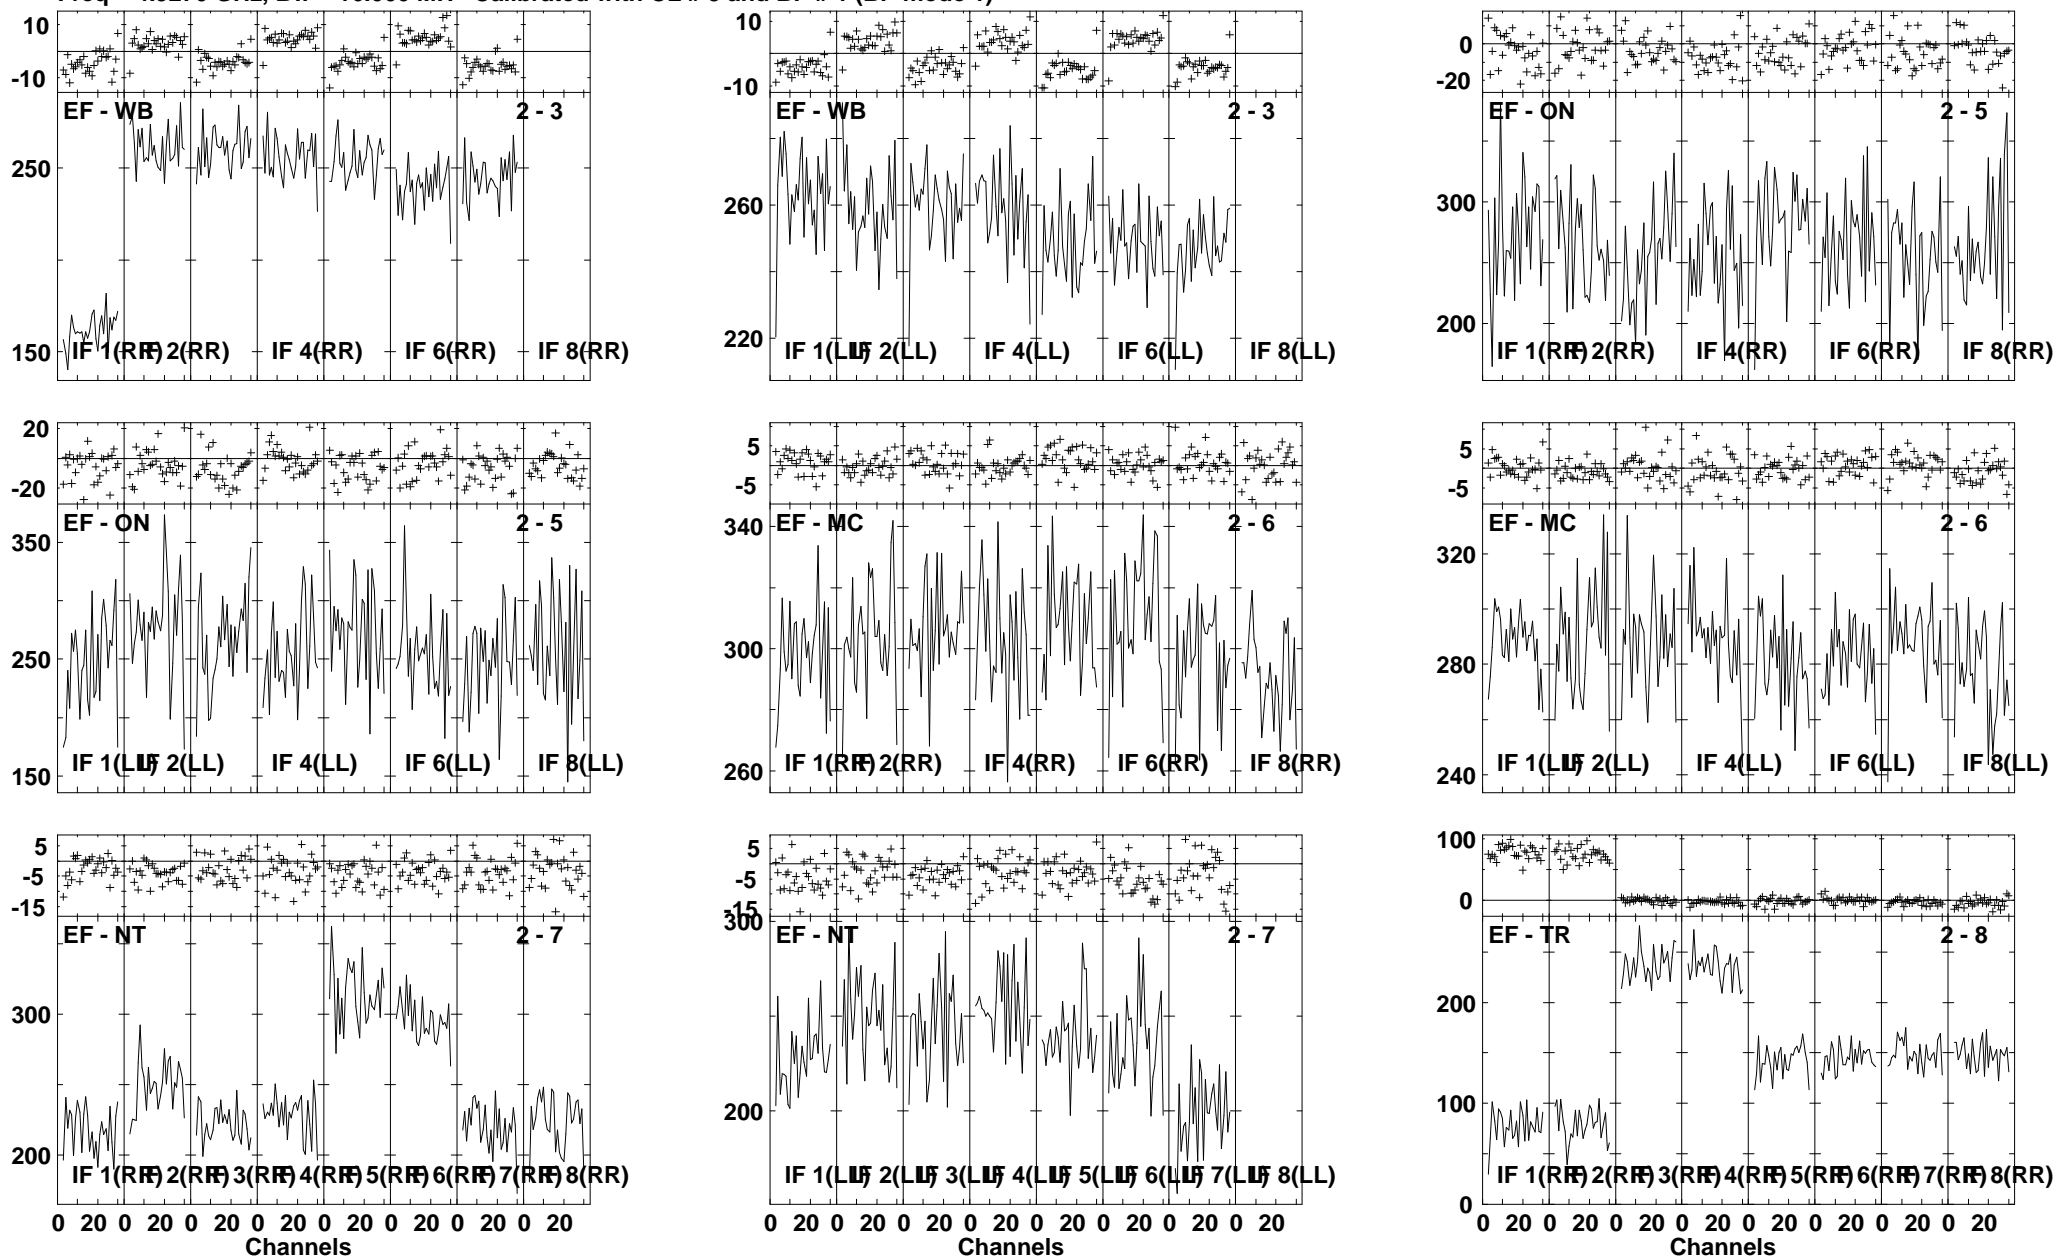 10
-10
EF - WB
2 - 3
250
150
IF 1(RR)
IF 2(RR)
IF 4(RR)
IF 6(RR)
IF 8(RR)
10
-10
EF - WB
2 - 3
260
220
IF 1(LL)
IF 2(LL)
IF 4(LL)
IF 6(LL)
IF 8(LL)
0
-20
EF - ON
2 - 5
300
200
IF 1(RR)
IF 2(RR)
IF 4(RR)
IF 6(RR)
IF 8(RR)
20
-20
EF - ON
2 - 5
350
250
150
IF 1(LL)
IF 2(LL)
IF 4(LL)
IF 6(LL)
IF 8(LL)
5
-5
EF - MC
2 - 6
340
300
260
IF 1(RR)
IF 2(RR)
IF 4(RR)
IF 6(RR)
IF 8(RR)
5
-5
EF - MC
2 - 6
320
280
240
IF 1(LL)
IF 2(LL)
IF 4(LL)
IF 6(LL)
IF 8(LL)
5
-5
-15
EF - NT
2 - 7
300
200
IF 1(RR)
IF 2(RR)
IF 3(RR)
IF 4(RR)
IF 5(RR)
IF 6(RR)
IF 7(RR)
IF 8(RR)
0 20 0 20 0 20 0 20 0 20 0 20 0 20 0 20
Channels
5
-5
-15
300
EF - NT
2 - 7
200
IF 1(LL)
IF 2(LL)
IF 3(LL)
IF 4(LL)
IF 5(LL)
IF 6(LL)
IF 7(LL)
IF 8(LL)
0 20 0 20 0 20 0 20 0 20 0 20 0 20 0 20
Channels
100
0
EF - TR
2 - 8
200
100
0
IF 1(RR)
IF 2(RR)
IF 3(RR)
IF 4(RR)
IF 5(RR)
IF 6(RR)
IF 7(RR)
IF 8(RR)
0 20 0 20 0 20 0 20 0 20 0 20 0 20 0 20
Channels